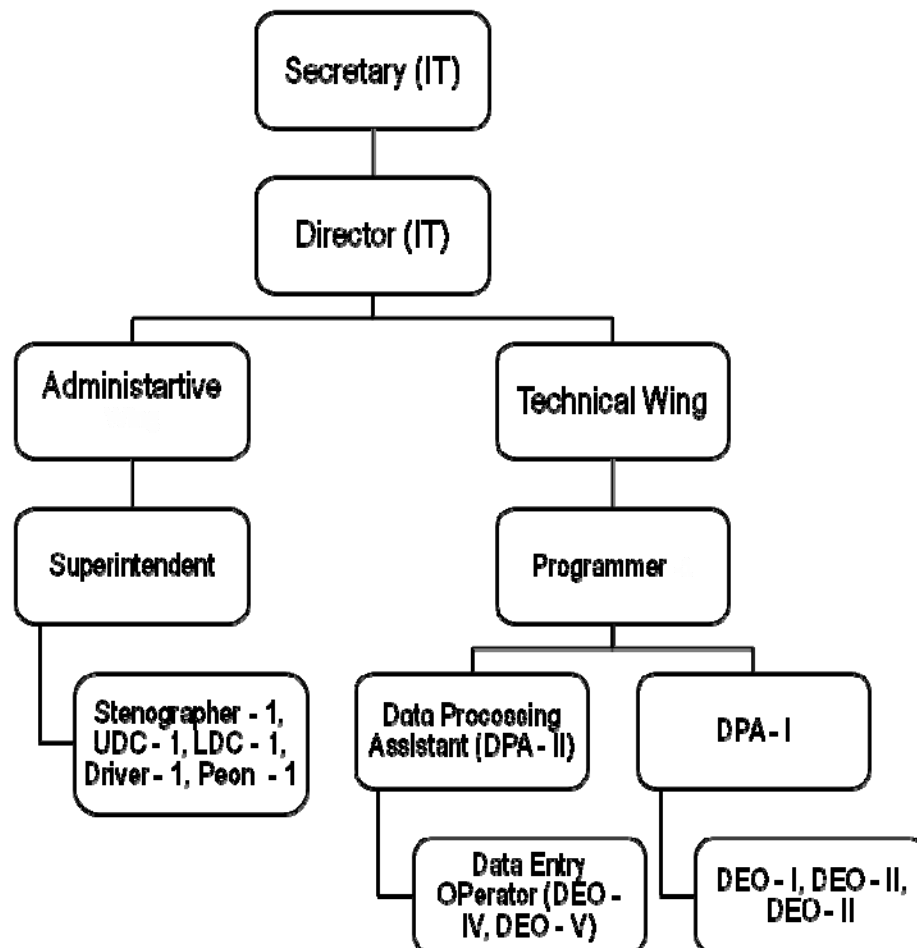 Secretary (IT)
Director (IT)
Administartive
Technical Wing
Superintendent
Programmer
Stenographer - 1,
UDC - 1, LDC - 1,
Driver - 1, Peon - 1
Data Processing
Assistant (DPA - II)
DPA - I
Data Entry
OPerator (DEO -
IV, DEO - V)
DEO - I, DEO - II,
DEO - II